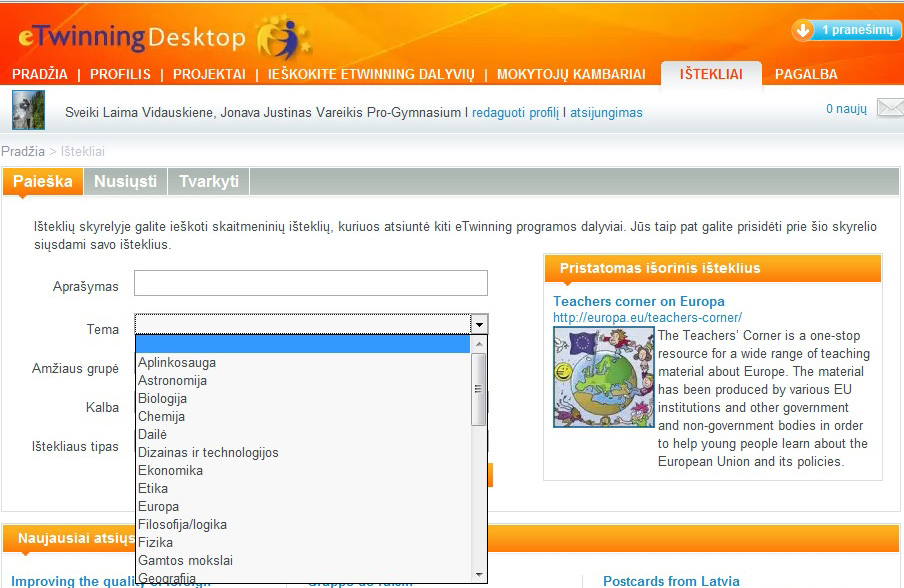 eTwinning Desktop
1 pranešimų
PRADŽIA | PROFILIS | PROJEKTAI | IEŠKOKITE ETWINNING DALYVIŲ | MOKYTOJŲ KAMBARIAI IŠTEKLIAI PAGALBA
Sveiki Laima Vidauskiene, Jonava Justinas Vareikis Pro-Gymnasium I redaguoti profilį I atsijungimas
0 naujų
Pradžia > Ištekliai
Paieška Nusiųsti Tvarkyti
Išteklių skyrelyje galite ieškoti skaitmeninių išteklių, kuriuos atsiuntė kiti eTwinning programos dalyviai. Jūs taip pat galite prisidėti prie šio skyrelio
siųsdami savo išteklius.
Aprašymas
Tema
Amžiaus grupė
Kalba
Ištekliaus tipas
Aplinkosauga
Astronomija
Biologija
Chemija
Dailė
Dizainas ir technologijos
Ekonomika
Etika
Europa
Filosofija/logika
Fizika
Gamtos mokslai
Geografija
Pristatomas išorinis išteklius
Teachers corner on Europa
http://europa.eu/teachers-corner/
The Teachers' Corner is a one-stop
resource for a wide range of teaching
material about Europe. The material
has been produced by various EU
institutions and other government
and non-government bodies in order
to help young people learn about the
European Union and its policies.
Naujausiai atsiųs
Improving the quality of foreign
Postcards from Latvia